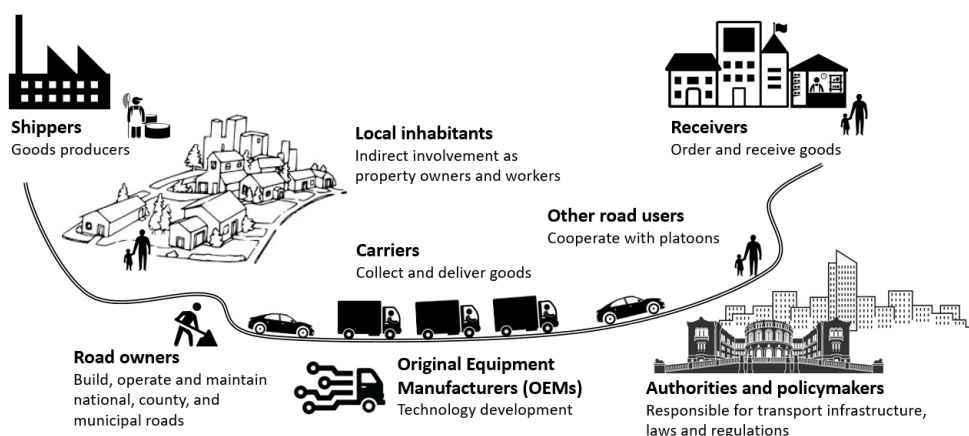 Shippers
Goods producers
Local inhabitants
Indirect involvement as
property owners and workers
Receivers
Order and receive goods
Other road users
Cooperate with platoons
Carriers
Collect and deliver goods
Road owners
Build, operate and maintain
national, county, and
municipal roads
Original Equipment
Manufacturers (OEMs)
Technology development
Authorities and policymakers
Responsible for transport infrastructure,
laws and regulations